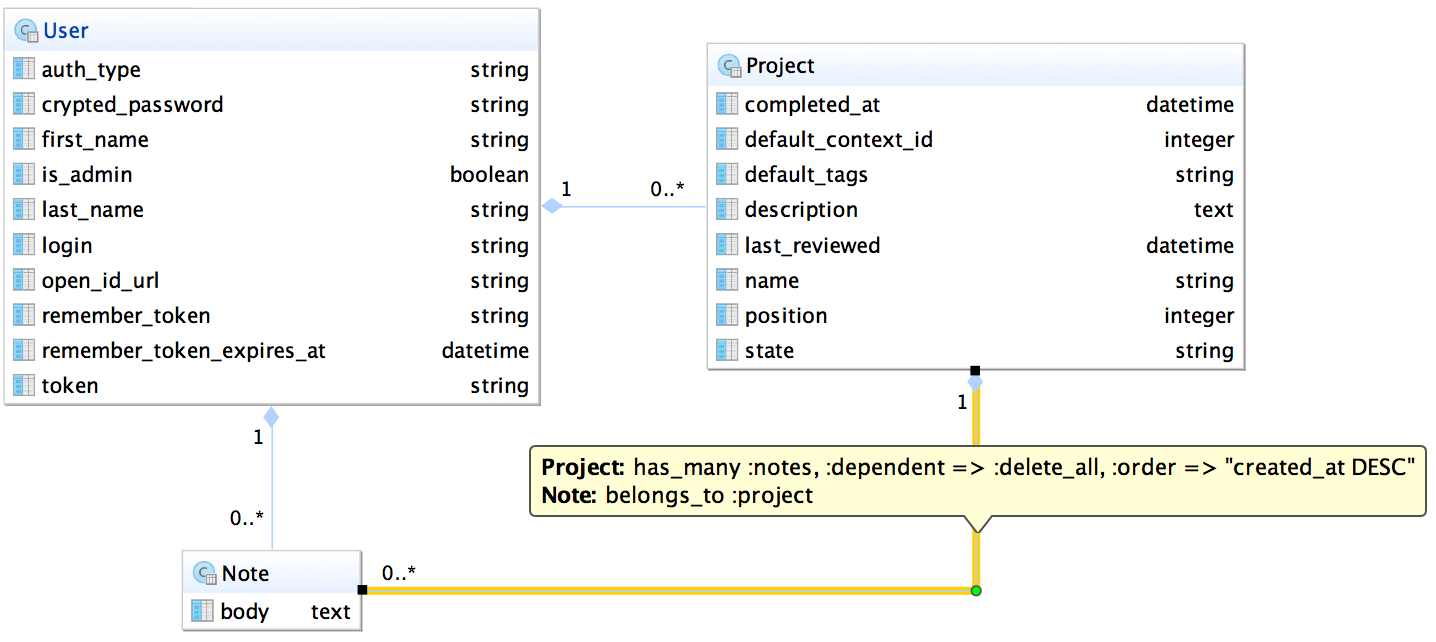 User
auth_type string
crypted_password string
first_name string
is_admin boolean
last_name string
login string
open_id_url string
remember_token string
remember_token_expires_at datetime
token string
1 0..*
Project
completed_at datetime
default_context_id integer
default_tags string
description text
last_reviewed datetime
name string
position integer
state string
1
1
Project: has_many :notes, :dependent => :delete_all, :order => "created_at DESC"
Note: belongs_to :project
0..*
Note
body text
0..*